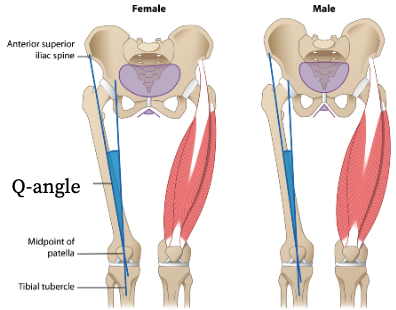 Female
Male
Anterior superior
iliac spine
Q-angle
Midpoint of
patella
Tibial tubercle